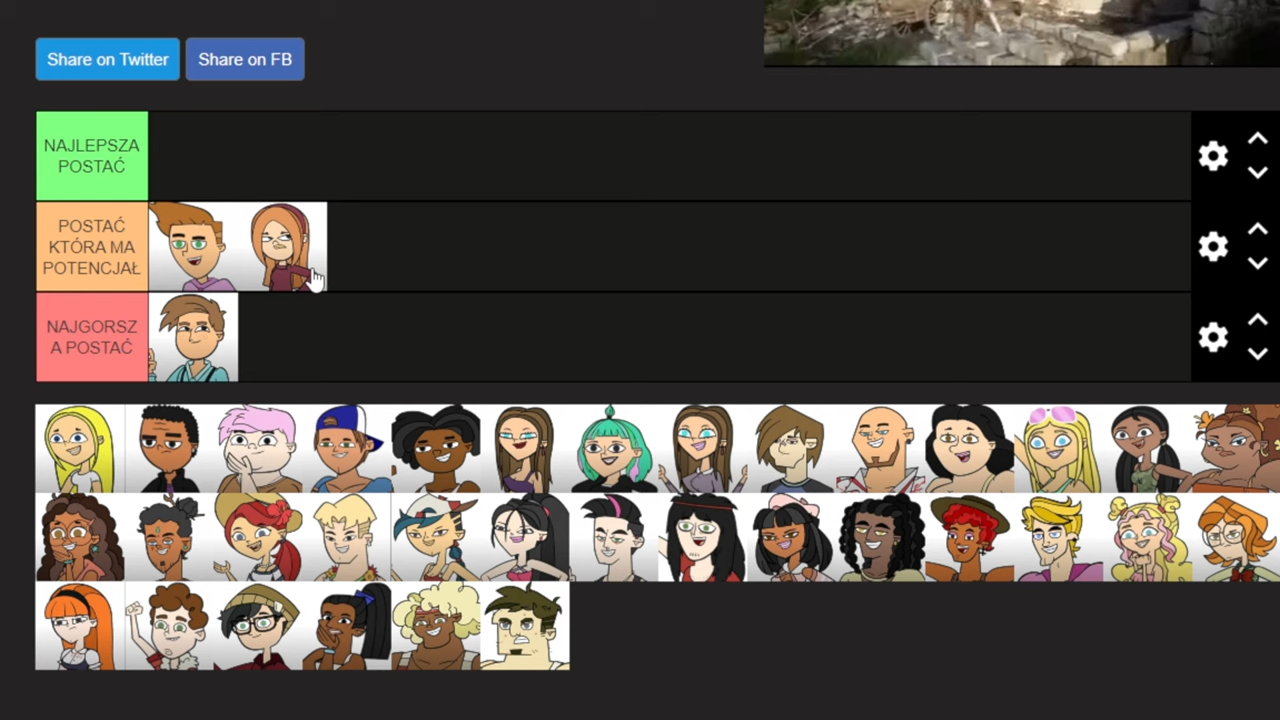 Share on Twitter
Share on FB
NAJLEPSZA
POSTAĆ
POSTAĆ
KTÓRA MA
POTENCJAŁ
NAJGORSZ
A POSTAĆ